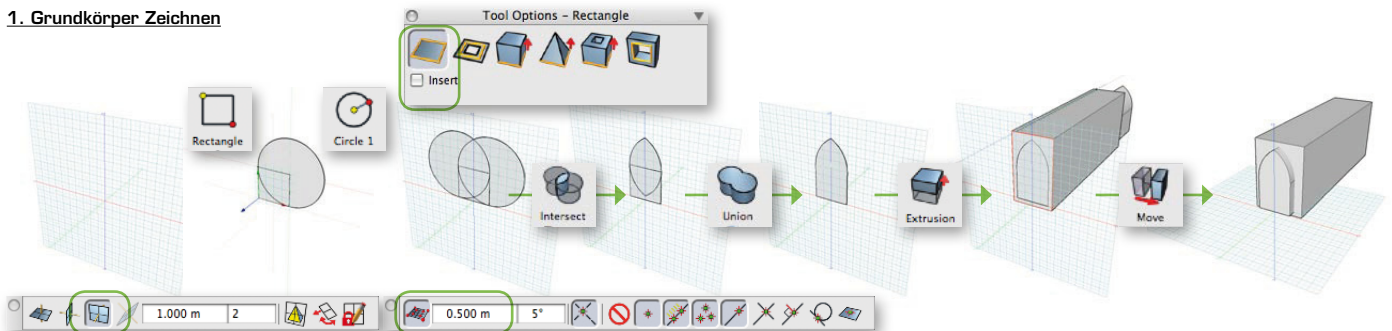 1. Grundkörper Zeichnen
Tool Options - Rectangle
Insert
Rectangle
Circle 1
Intersect
Union
Extrusion
Move
1.000 m
2
0.500 m
5°